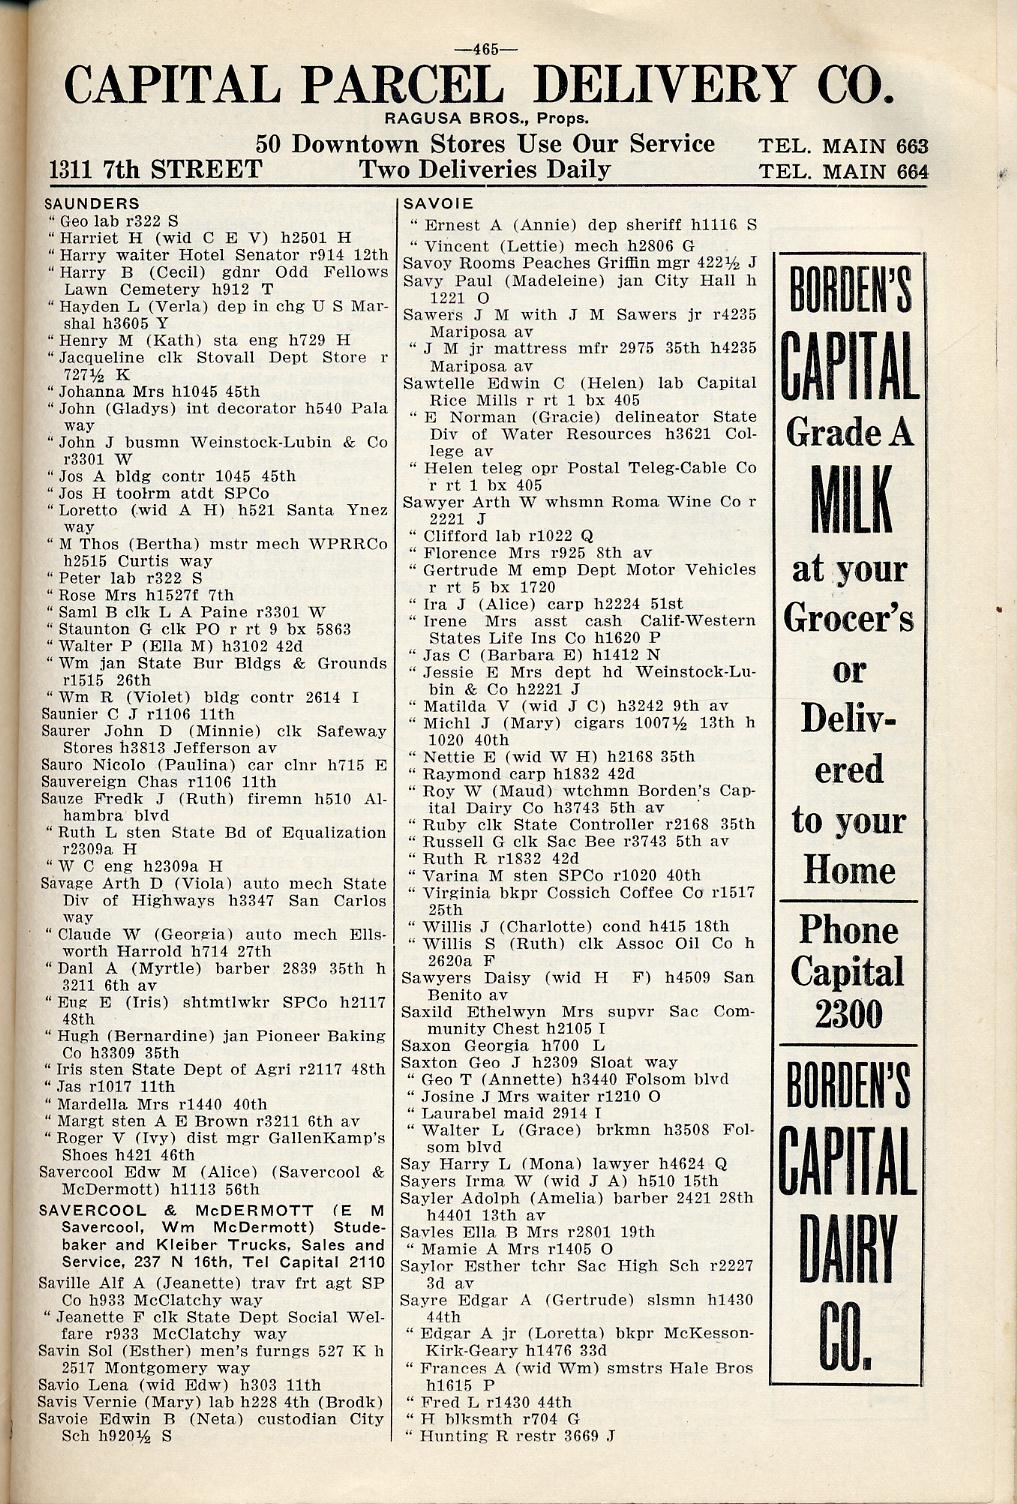 —465—
CAPITAL PARCEL DELIVERY CO.
RAGUSA BROS., Props.
50 Downtown Stores Use Our Service TEL. MAIN 663
1311 7th STREET Two Deliveries Daily TEL. MAIN 664
SAUNDERS
" Geo lab r322 S
" Harriet H (wid C E V) h2501 H
" Harry waiter Hotel Senator r914 12th
" Harry B (Cecil) gdnr Odd Fellows
Lawn Cemetery h912 T
" Hayden L (Verla) dep in chg U S Mar-
shal h3605 Y
" Henry M (Kath) sta eng h729 H
" Jacqueline clk Stovall Dept Store r
727½ K
" Johanna Mrs h1045 45th
" John (Gladys) int decorator h540 Pala
way
" John J busmn Weinstock-Lubin & Co
r3301 W
" Jos A bldg contr 1045 45th
" Jos H toolrm atdt SPCo
" Loretto (wid A H) h521 Santa Ynez
way
" M Thos (Bertha) mstr mech WPRRCo
h2515 Curtis way
" Peter lab r322 S
" Rose Mrs h1527f 7th
" Saml B clk L A Paine r3301 W
" Staunton G clk PO r rt 9 bx 5863
" Walter P (Ella M) h3102 42d
" Wm jan State Bur Bldgs & Grounds
r1515 26th
" Wm R (Violet) bldg contr 2614 I
Saunier C J r1106 11th
Saurer John D (Minnie) clk Safeway
Stores h3813 Jefferson av
Sauro Nicolo (Paulina) car clnr h715 E
Sauvereign Chas r1106 11th
Sauze Fredk J (Ruth) firemn h510 Al-
hambra blvd
" Ruth L sten State Bd of Equalization
r2309a H
" W C eng h2309a H
Savage Arth D (Viola) auto mech State
Div of Highways h3347 San Carlos
way
" Claude W (Georgia) auto mech Ells-
worth Harrold h714 27th
" Danl A (Myrtle) barber 2839 35th h
3211 6th av
" Eug E (Iris) shtmtlwkr SPCo h2117
48th
" Hugh (Bernardine) jan Pioneer Baking
Co h3309 35th
" Iris sten State Dept of Agri r2117 48th
" Jas r1017 11th
" Mardella Mrs r1440 40th
" Margt sten A E Brown r3211 6th av
" Roger V (Ivy) dist mgr GallenKamp's
Shoes h421 46th
Savercool Edw M (Alice) (Savercool &
McDermott) h1113 56th
SAVERCOOL & McDERMOTT (E M
Savercool, Wm McDermott) Stude-
baker and Kleiber Trucks, Sales and
Service, 237 N 16th, Tel Capital 2110
Saville Alf A (Jeanette) trav frt agt SP
Co h933 McClatchy way
" Jeanette F clk State Dept Social Wel-
fare r933 McClatchy way
Savin Sol (Esther) men's furngs 527 K h
2517 Montgomery way
Savio Lena (wid Edw) h303 11th
Savis Vernie (Mary) lab h228 4th (Brodk)
Savoie Edwin B (Neta) custodian City
Sch h920½ S
SAVOIE
" Ernest A (Annie) dep sheriff h1116 S
" Vincent (Lettie) mech h2806 G
Savoy Rooms Peaches Griffin mgr 422½ J
Savy Paul (Madeleine) jan City Hall h
1221 O
Sawers J M with J M Sawers jr r4235
Mariposa av
" J M jr mattress mfr 2975 35th h4235
Mariposa av
Sawtelle Edwin C (Helen) lab Capital
Rice Mills r rt 1 bx 405
" E Norman (Gracie) delineator State
Div of Water Resources h3621 Col-
lege av
" Helen teleg opr Postal Teleg-Cable Co
r rt 1 bx 405
Sawyer Arth W whsmn Roma Wine Co r
2221 J
" Clifford lab r1022 Q
" Florence Mrs r925 8th av
" Gertrude M emp Dept Motor Vehicles
r rt 5 bx 1720
" Ira J (Alice) carp h2224 51st
" Irene Mrs asst cash Calif-Western
States Life Ins Co h1620 P
" Jas C (Barbara E) h1412 N
" Jessie E Mrs dept hd Weinstock-Lu-
bin & Co h2221 J
" Matilda V (wid J C) h3242 9th av
" Michl J (Mary) cigars 1007½ 13th h
1020 40th
" Nettie E (wid W H) h2168 35th
" Raymond carp h1832 42d
" Roy W (Maud) wtchmn Borden's Cap-
ital Dairy Co h3743 5th av
" Ruby clk State Controller r2168 35th
" Russell G clk Sac Bee r3743 5th av
" Ruth R r1832 42d
" Varina M sten SPCo r1020 40th
" Virginia bkpr Cossich Coffee Co r1517
25th
" Willis J (Charlotte) cond h415 18th
" Willis S (Ruth) clk Assoc Oil Co h
2620a F
Sawyers Daisy (wid H F) h4509 San
Benito av
Saxild Ethelwyn Mrs supvr Sac Com-
munity Chest h2105 I
Saxon Georgia h700 L
Saxton Geo J h2309 Sloat way
" Geo T (Annette) h3440 Folsom blvd
" Josine J Mrs waiter r1210 O
" Laurabel maid 2914 I
" Walter L (Grace) brkmn h3508 Fol-
som blvd
Say Harry L (Mona) lawyer h4624 Q
Sayers Irma W (wid J A) h510 15th
Sayler Adolph (Amelia) barber 2421 28th
h4401 13th av
Sayles Ella B Mrs r2801 19th
" Mamie A Mrs r1405 O
Saylor Esther tchr Sac High Sch r2227
3d av
Sayre Edgar A (Gertrude) slsmn h1430
44th
" Edgar A jr (Loretta) bkpr McKesson-
Kirk-Geary h1476 33d
" Frances A (wid Wm) smstrs Hale Bros
h1615 P
" Fred L r1430 44th
" H blksmth r704 G
" Hunting R restr 3669 J
BORDEN'S
CAPITAL
Grade A
MILK
at your
Grocer's
or
Deliv-
ered
to your
Home
Phone
Capital
2300
BORDEN'S
CAPITAL
DAIRY
CO.